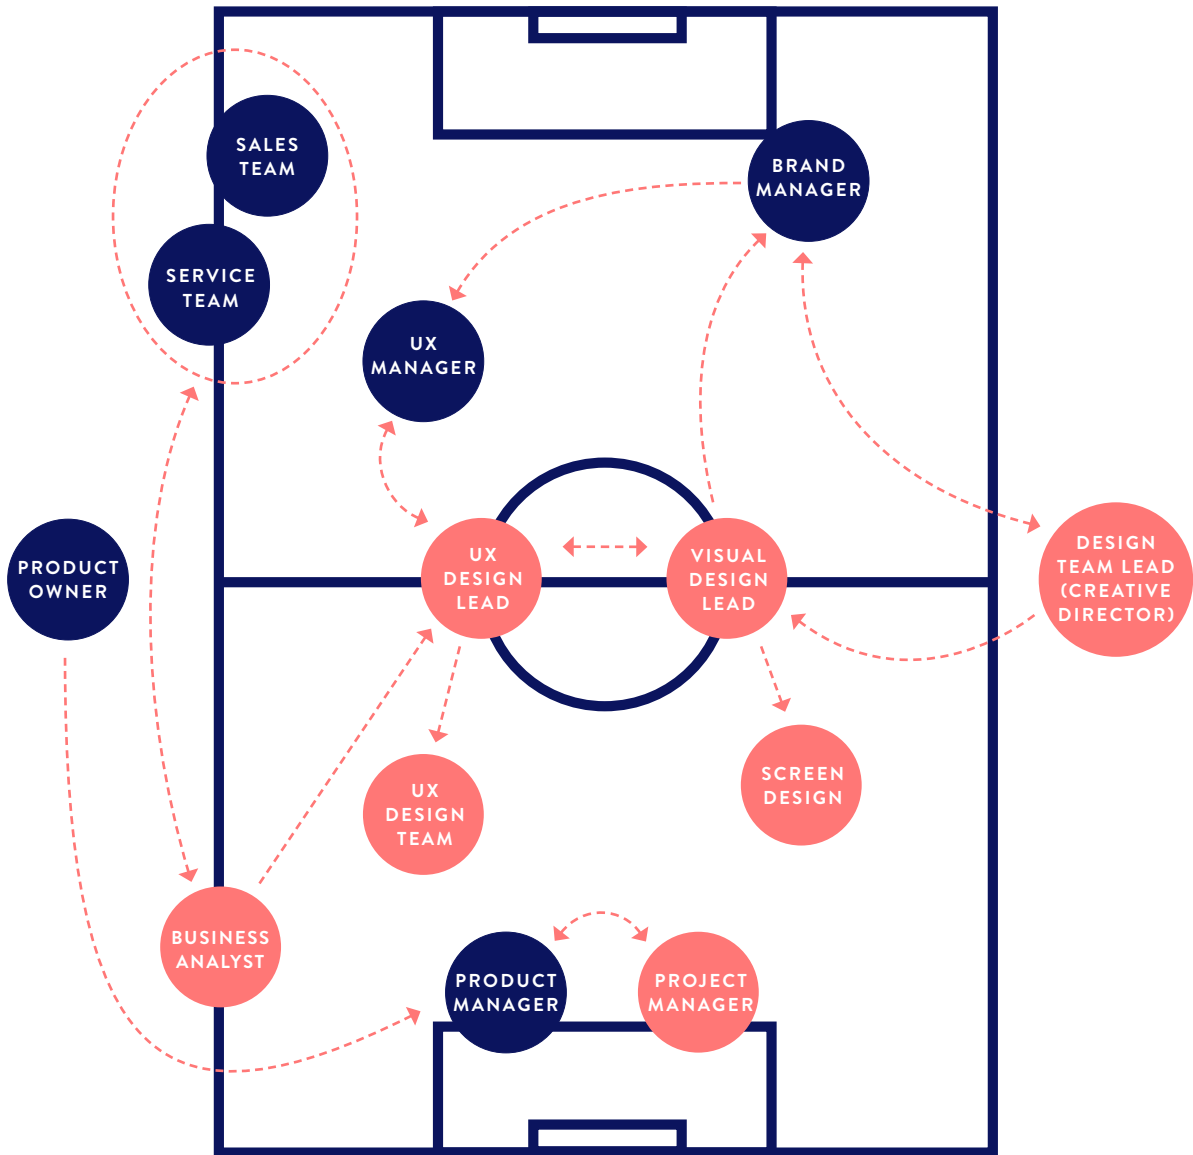 SALES
TEAM
BRAND
MANAGER
SERVICE
TEAM
UX
MANAGER
PRODUCT
OWNER
UX
DESIGN
LEAD
VISUAL
DESIGN
LEAD
DESIGN
TEAM LEAD
(CREATIVE
DIRECTOR)
UX
DESIGN
TEAM
SCREEN
DESIGN
BUSINESS
ANALYST
PRODUCT
MANAGER
PROJECT
MANAGER